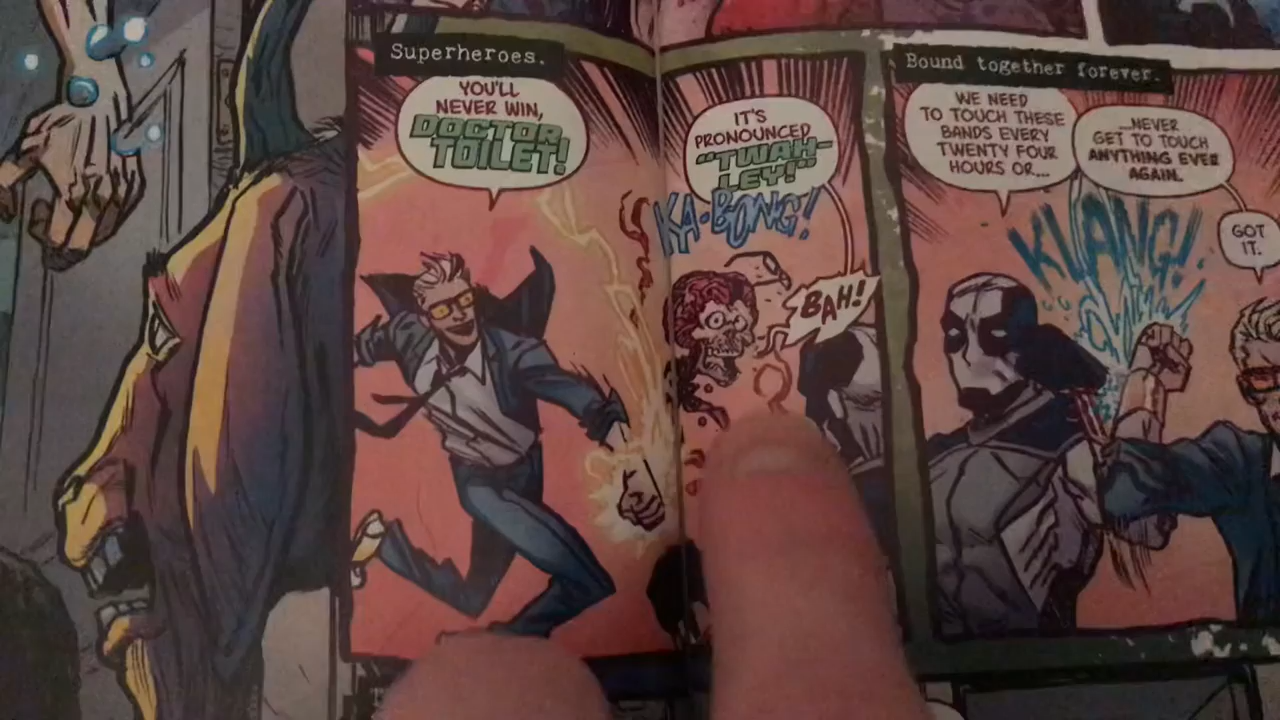 Superheroes.
YOU'LL
NEVER WIN,
DOCTOR
TOILET!
IT'S
PRONOUNCED
"TWAH-
LEY!"
KA-BONG!
BAH!
Bound together forever.
WE NEED
TO TOUCH THESE
BANDS EVERY
TWENTY FOUR
HOURS OR...
...NEVER
GET TO TOUCH
ANYTHING EVER
AGAIN.
KLANG!
GOT
IT.